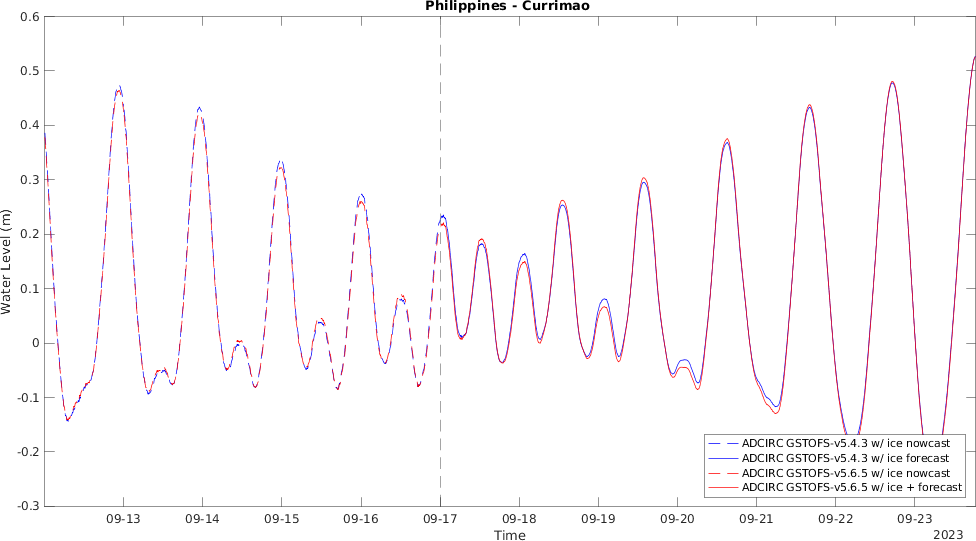 Philippines - Currimao
Water Level (m)
0.6
0.5
0.4
0.3
0.2
0.1
0
-0.1
-0.2
-0.3
ADCIRC GSTOFS-v5.4.3 w/ ice nowcast
ADCIRC GSTOFS-v5.4.3 w/ ice forecast
ADCIRC GSTOFS-v5.6.5 w/ ice nowcast
ADCIRC GSTOFS-v5.6.5 w/ ice + forecast
09-13 09-14 09-15 09-16 09-17 09-18 09-19 09-20 09-21 09-22 09-23
Time
2023